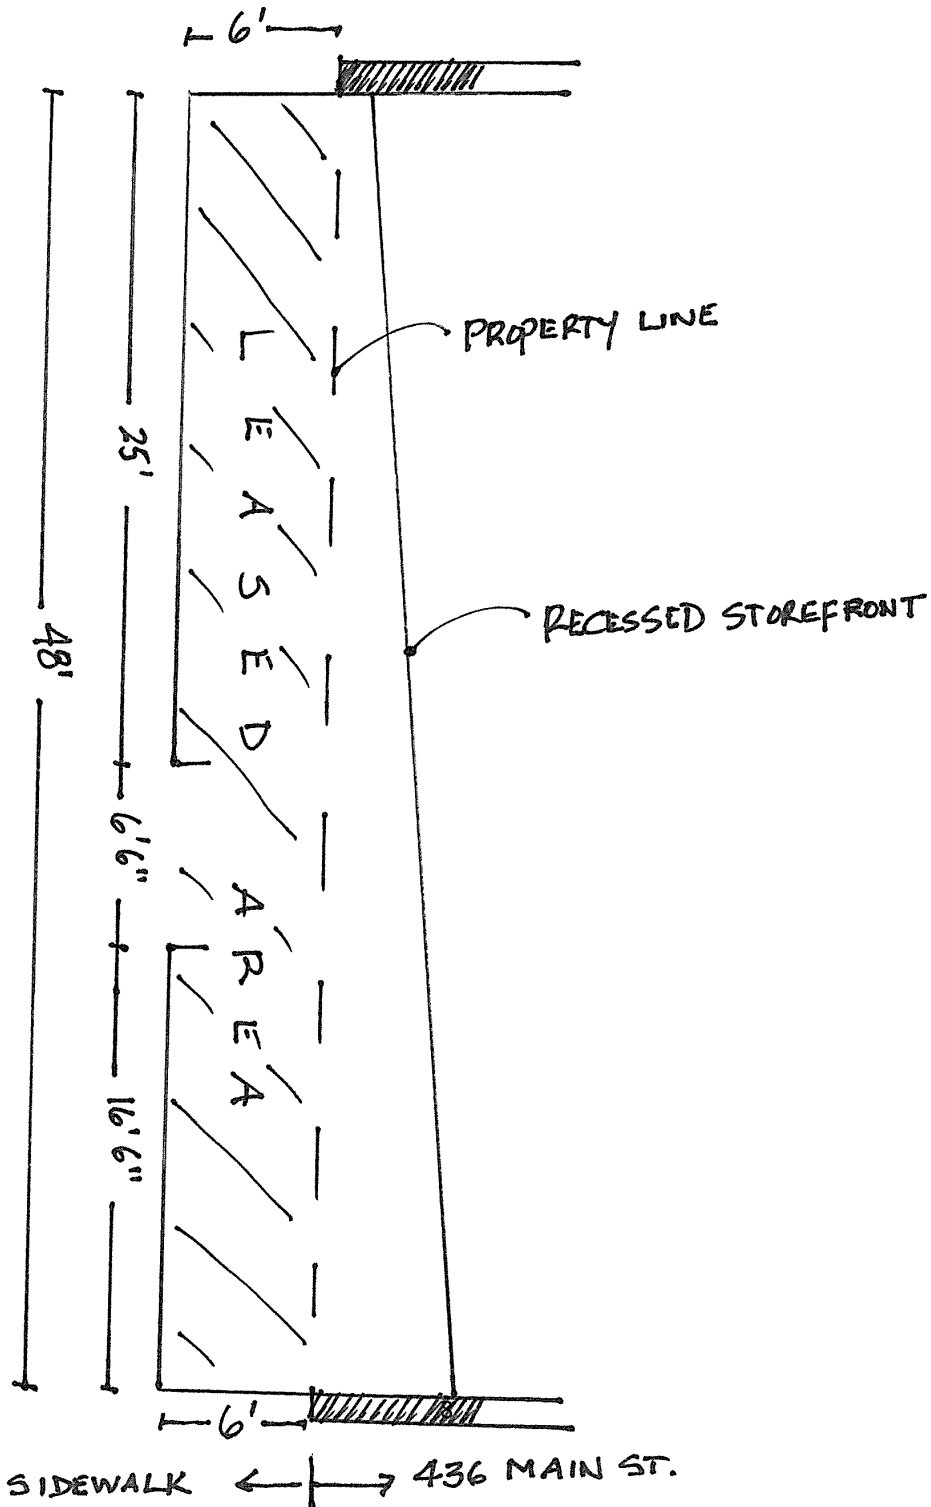 6'
PROPERTY LINE
25'
LEASED AREA
RECESSED STOREFRONT
48'
6'6"
16'6"
6'
SIDEWALK ← → 436 MAIN ST.